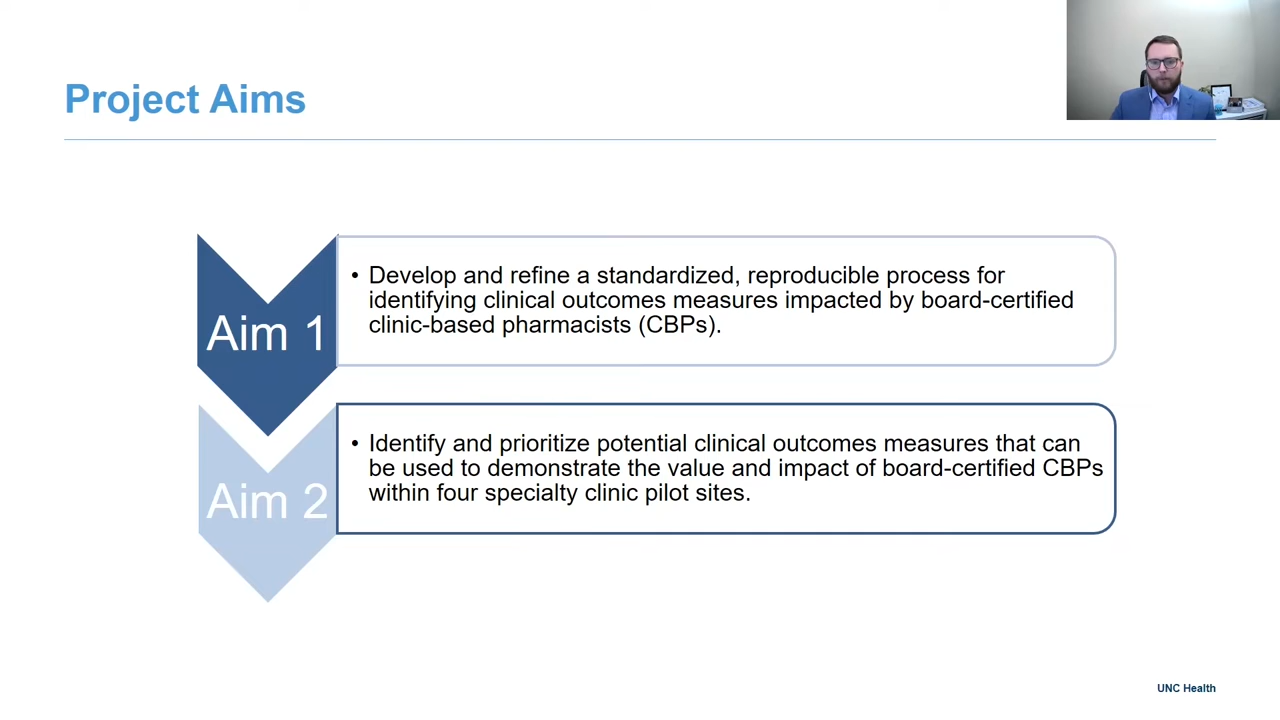 Project Aims
Aim 1
• Develop and refine a standardized, reproducible process for
identifying clinical outcomes measures impacted by board-certified
clinic-based pharmacists (CBPs).
Aim 2
• Identify and prioritize potential clinical outcomes measures that can
be used to demonstrate the value and impact of board-certified CBPs
within four specialty clinic pilot sites.
UNC Health